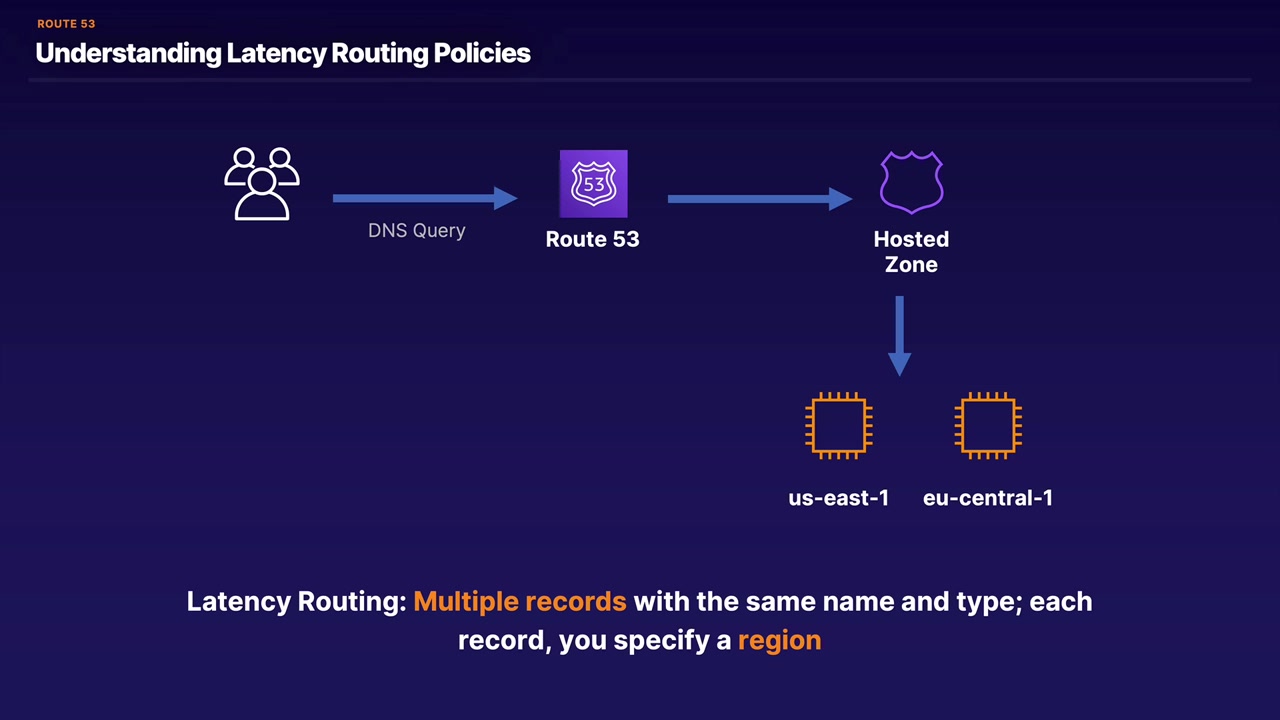 ROUTE 53
Understanding Latency Routing Policies
DNS Query
53
Route 53
Hosted
Zone
us-east-1
eu-central-1
Latency Routing: Multiple records with the same name and type; each
record, you specify a region